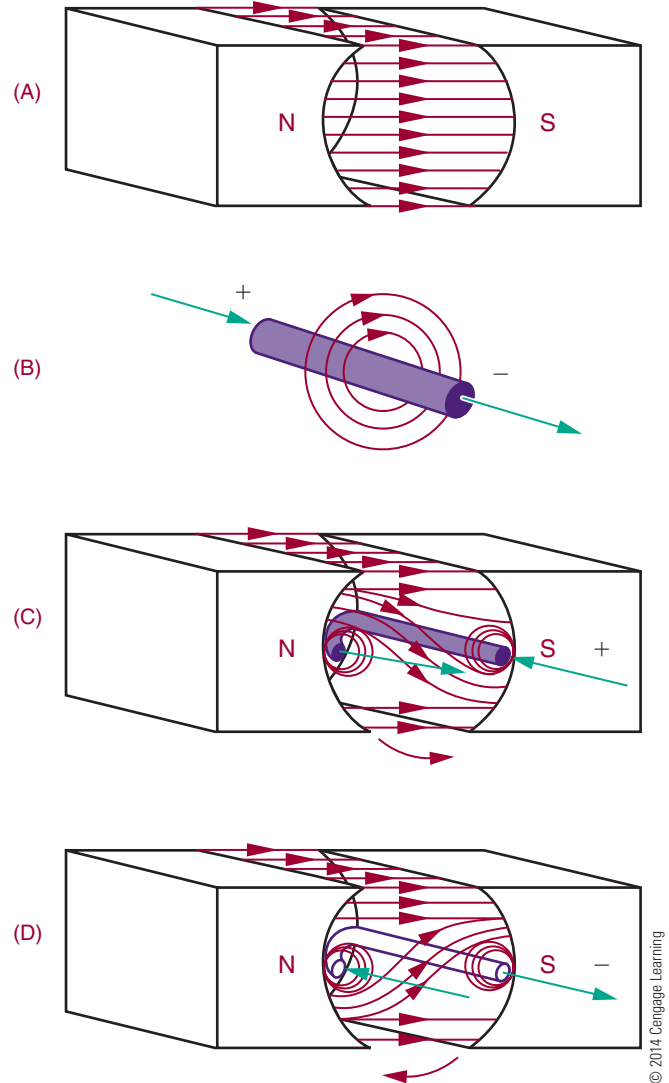 (A)
N S
+
(B)
−
(C)
N S +
(D)
N S −
© 2014 Cengage Learning